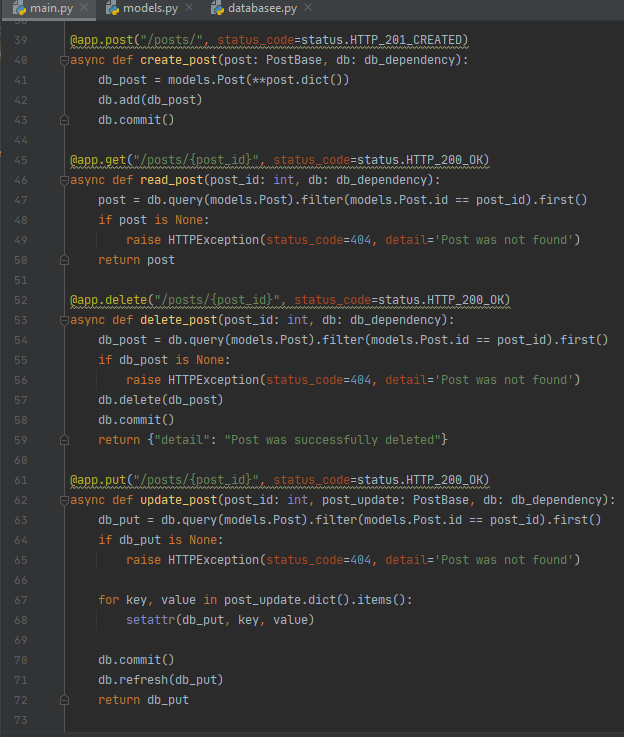 main.py models.py databasee.py
38
39 @app.post("/posts/", status_code=status.HTTP_201_CREATED)
40 async def create_post(post: PostBase, db: db_dependency):
41     db_post = models.Post(**post.dict())
42     db.add(db_post)
43     db.commit()
44
45 @app.get("/posts/{post_id}", status_code=status.HTTP_200_OK)
46 async def read_post(post_id: int, db: db_dependency):
47     post = db.query(models.Post).filter(models.Post.id == post_id).first()
48     if post is None:
49         raise HTTPException(status_code=404, detail='Post was not found')
50     return post
51
52 @app.delete("/posts/{post_id}", status_code=status.HTTP_200_OK)
53 async def delete_post(post_id: int, db: db_dependency):
54     db_post = db.query(models.Post).filter(models.Post.id == post_id).first()
55     if db_post is None:
56         raise HTTPException(status_code=404, detail='Post was not found')
57     db.delete(db_post)
58     db.commit()
59     return {"detail": "Post was successfully deleted"}
60
61 @app.put("/posts/{post_id}", status_code=status.HTTP_200_OK)
62 async def update_post(post_id: int, post_update: PostBase, db: db_dependency):
63     db_put = db.query(models.Post).filter(models.Post.id == post_id).first()
64     if db_put is None:
65         raise HTTPException(status_code=404, detail='Post was not found')
66
67     for key, value in post_update.dict().items():
68         setattr(db_put, key, value)
69
70     db.commit()
71     db.refresh(db_put)
72     return db_put
73